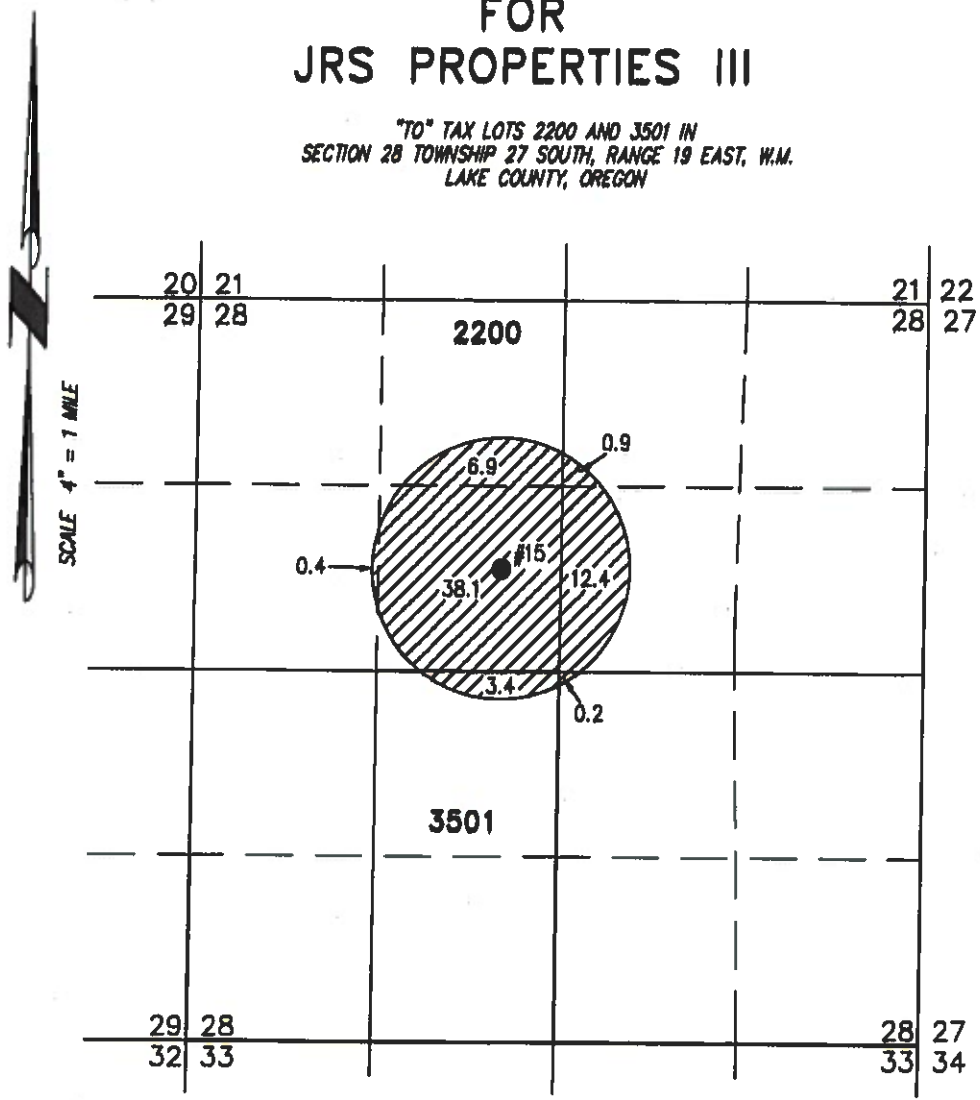 FOR
JRS PROPERTIES III
"TO" TAX LOTS 2200 AND 3501 IN
SECTION 28 TOWNSHIP 27 SOUTH, RANGE 19 EAST, W.M.
LAKE COUNTY, OREGON
N
SCALE 4" = 1 MILE
20 21
29 28
21 22
28 27
2200
0.9
6.9
0.4
#15
38.1
12.4
3.4
0.2
3501
29 28
32 33
28 27
33 34